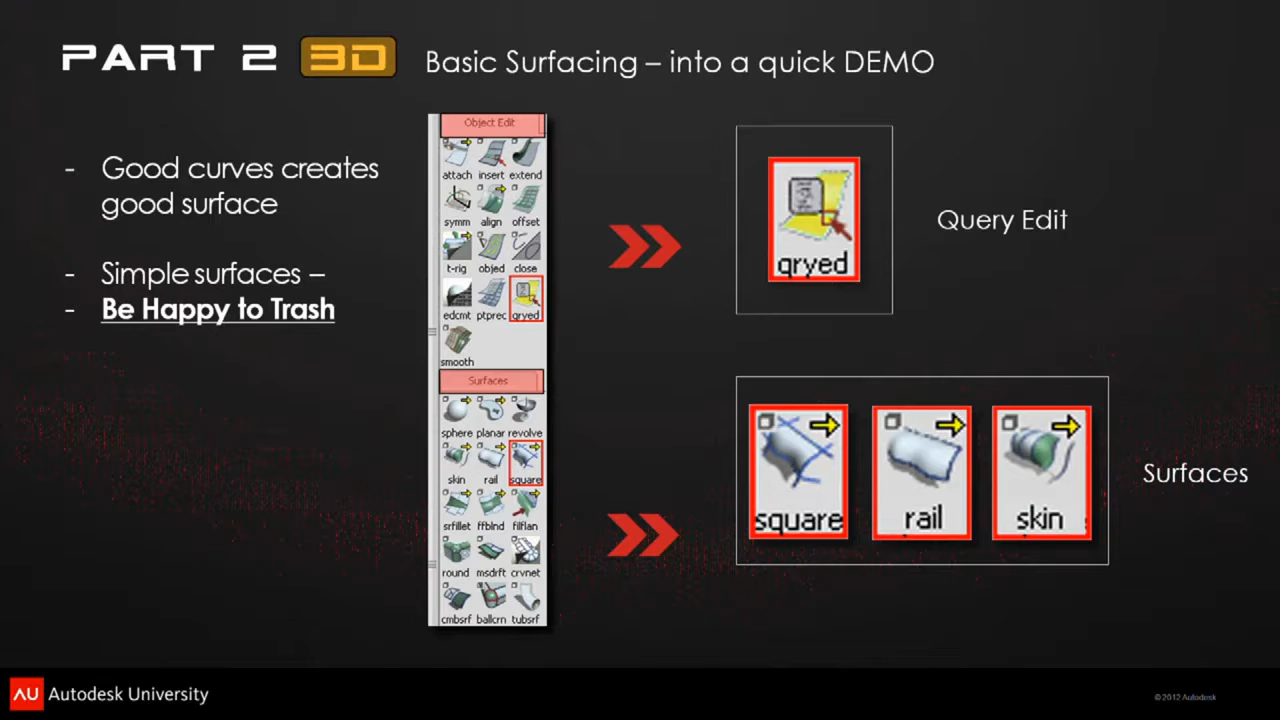 PART 2 3D Basic Surfacing – into a quick DEMO
- Good curves creates
good surface
- Simple surfaces –
- Be Happy to Trash
Object Edit
attach insert extend
symm align offset
t-rig objed close
edcmt ptprec qryed
smooth
Surfaces
sphere planar revolve
skin rail square
srfillet ffblnd filflan
round msdrft crvnet
cmbsrf ballcrn tubsrf
qryed
Query Edit
square rail skin
Surfaces
AU Autodesk University
© 2012 Autodesk